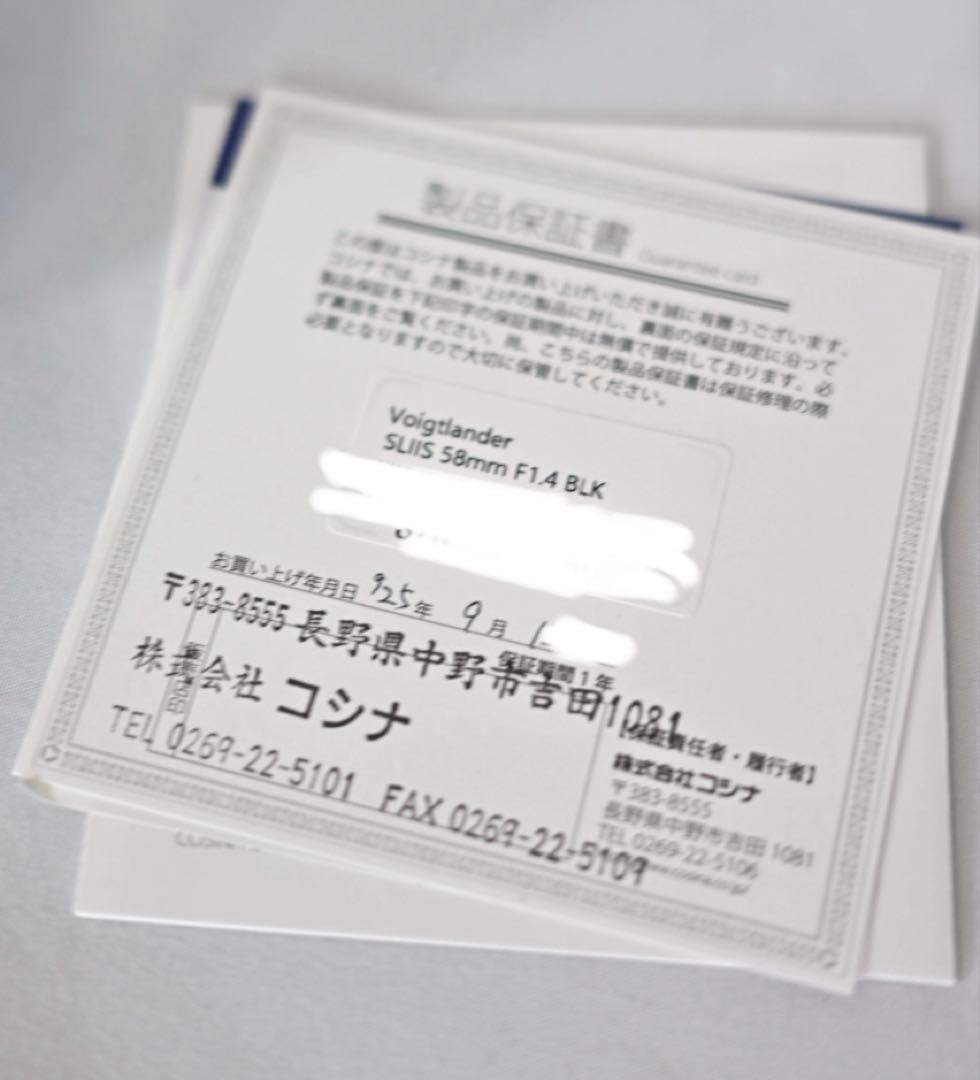 製品保証書 Guarantee card
この度はコシナ製品をお買い上げいただき誠に有難うございます。
コシナでは、お買い上げの製品に対し、裏面の保証規定に沿って
製品保証を下記印字の保証期間中は無償で提供しております。必
ず裏面をご覧ください。尚、こちらの製品保証書は保証修理の際
必要となりますので大切に保管してください。
Voigtlander
SLIIS 58mm F1.4 BLK
お買い上げ年月日 '25年 9月 1
保証期間1年
〒383-8555 長野県中野市吉田1081
株式会社 コシナ
TEL 0269-22-5101 FAX 0269-22-5109
【保証責任者・履行者】
株式会社コシナ
〒383-8555
長野県中野市吉田 1081
TEL 0269-22-5106